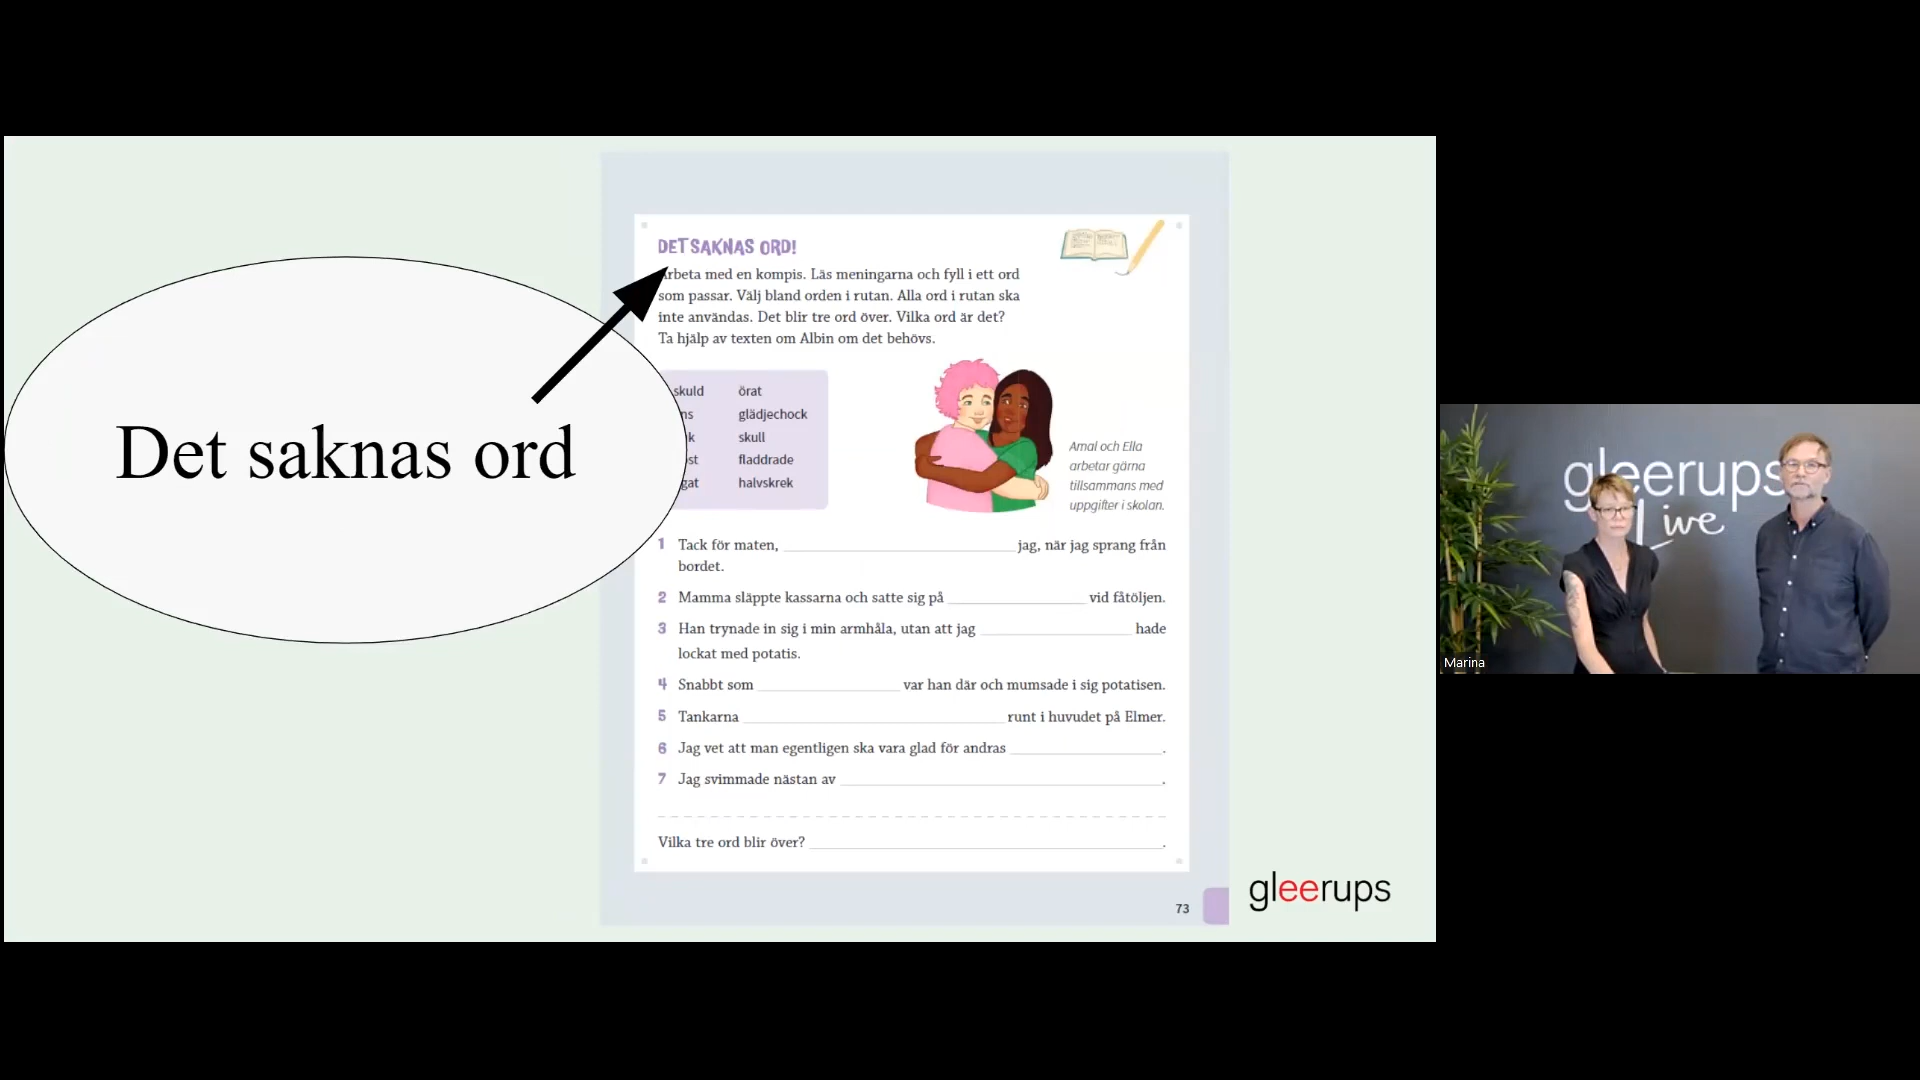 Det saknas ord
DET SAKNAS ORD!
Arbeta med en kompis. Läs meningarna och fyll i ett ord
som passar. Välj bland orden i rutan. Alla ord i rutan ska
inte användas. Det blir tre ord över. Vilka ord är det?
Ta hjälp av texten om Albin om det behövs.
skuld örat
glädjechock
skull
fladdrade
halvskrek
Amal och Ella
arbetar gärna
tillsammans med
uppgifter i skolan.
1 Tack för maten, jag, när jag sprang från
bordet.
2 Mamma släppte kassarna och satte sig på vid fåtöljen.
3 Han trynade in sig i min armhåla, utan att jag hade
lockat med potatis.
4 Snabbt som var han där och mumsade i sig potatisen.
5 Tankarna runt i huvudet på Elmer.
6 Jag vet att man egentligen ska vara glad för andras .
7 Jag svimmade nästan av .
Vilka tre ord blir över? .
73
gleerups
gleerups
Live
Marina